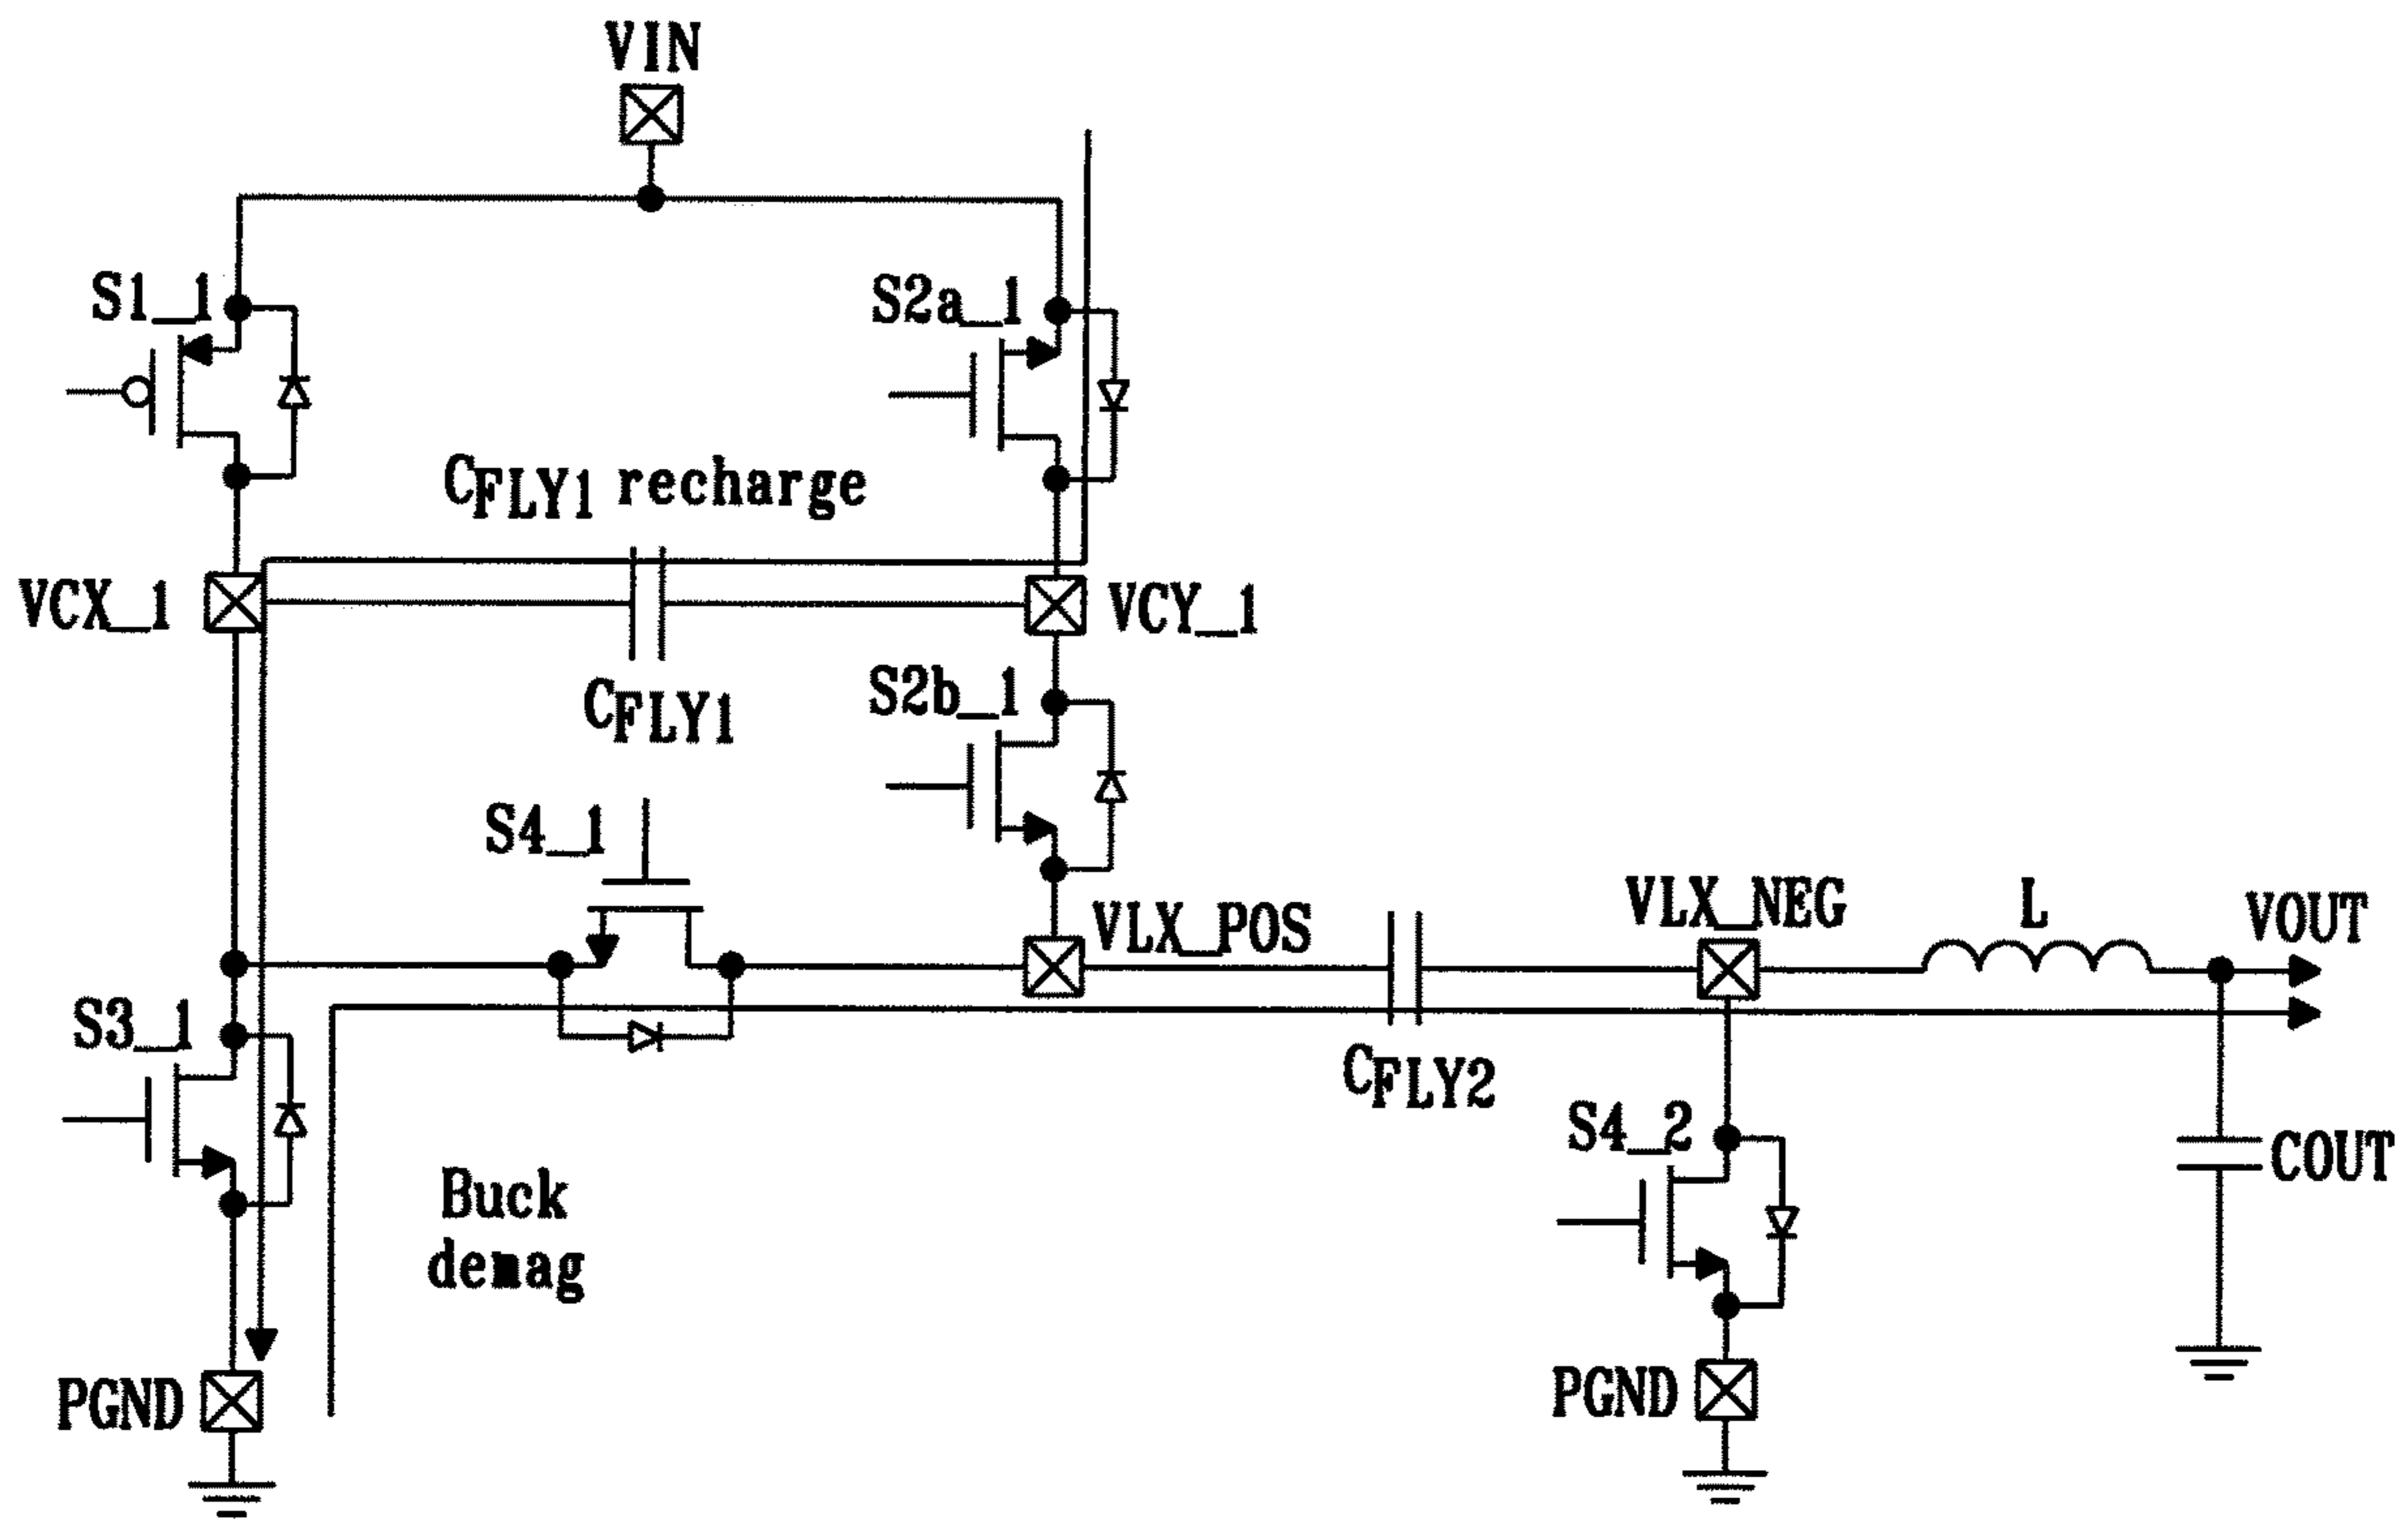 VIN
S1_1
S2a_1
CFLY1 recharge
VCX_1
VCY_1
CFLY1
S2b_1
S4_1
VLX_POS
VLX_NEG
L
VOUT
S3_1
CFLY2
S4_2
COUT
Buck
demag
PGND
PGND